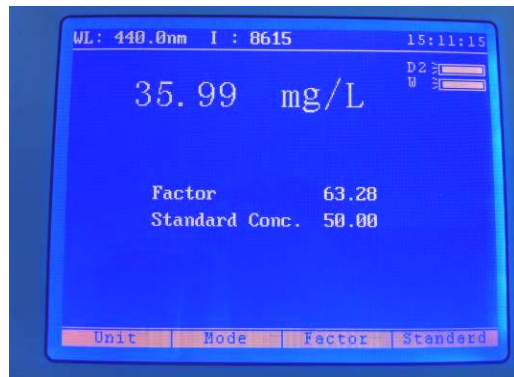 WL: 440.0nm I : 8615 15:11:15
D2
W
35.99 mg/L
Factor 63.28
Standard Conc. 50.00
Unit Mode Factor Standard